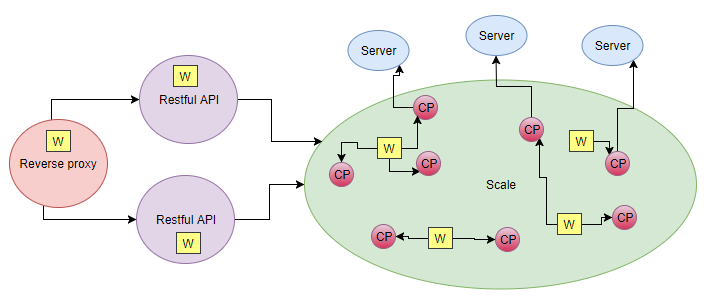 Server
Server
Server
W
Restful API
W
Reverse proxy
CP
W
CP
CP
CP
W
CP
Scale
Restful API
W
CP
W
CP
W
CP